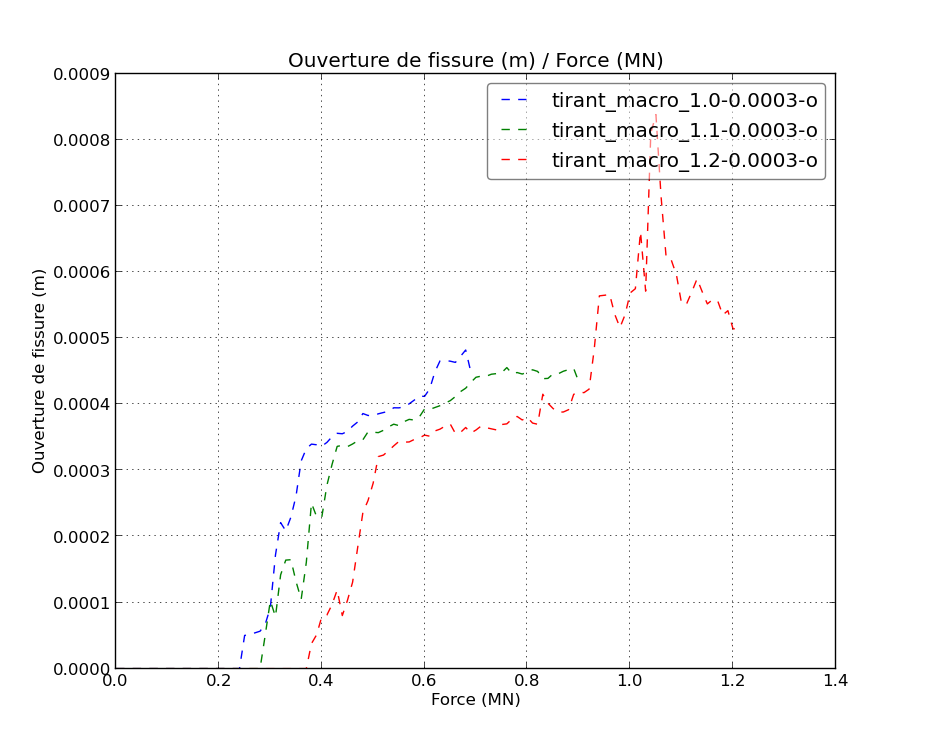 Ouverture de fissure (m) / Force (MN)
tirant_macro_1.0-0.0003-o
tirant_macro_1.1-0.0003-o
tirant_macro_1.2-0.0003-o
Ouverture de fissure (m)
0.0009
0.0008
0.0007
0.0006
0.0005
0.0004
0.0003
0.0002
0.0001
0.0000
0.0 0.2 0.4 0.6 0.8 1.0 1.2 1.4
Force (MN)